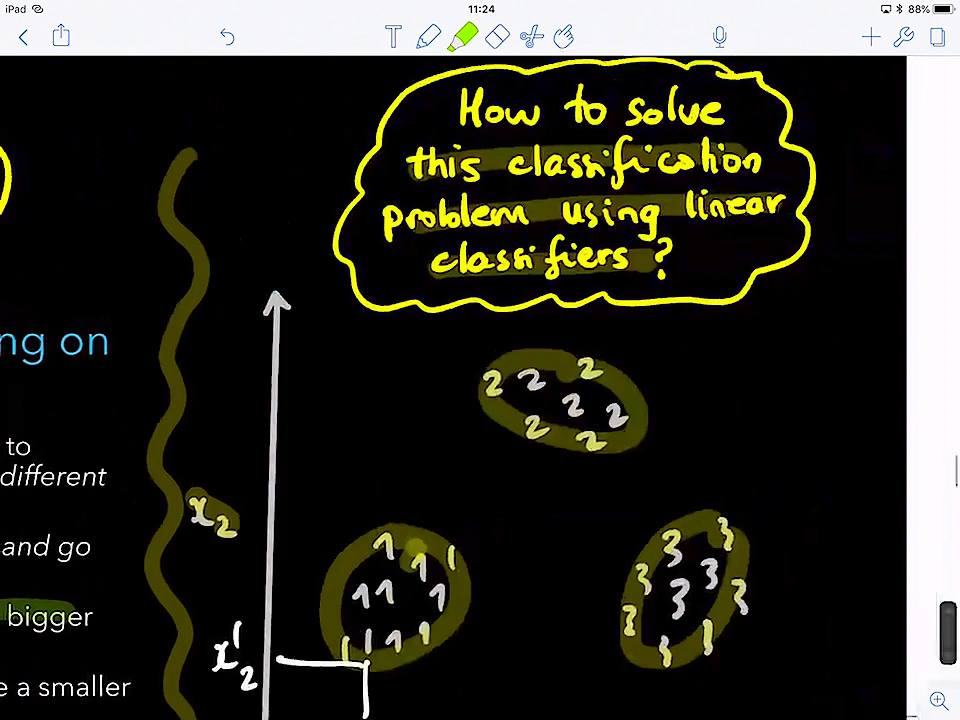 iPad
11:24
88%
T
How to solve
this classification
problem using linear
classifiers?
ng on
to
different
and go
bigger
e a smaller
x2
2 2 2
2 2
2 2
1 1 1
1 1 1
1 1 1 1
3 3
3 3
3 3
3
3 3
x2 1